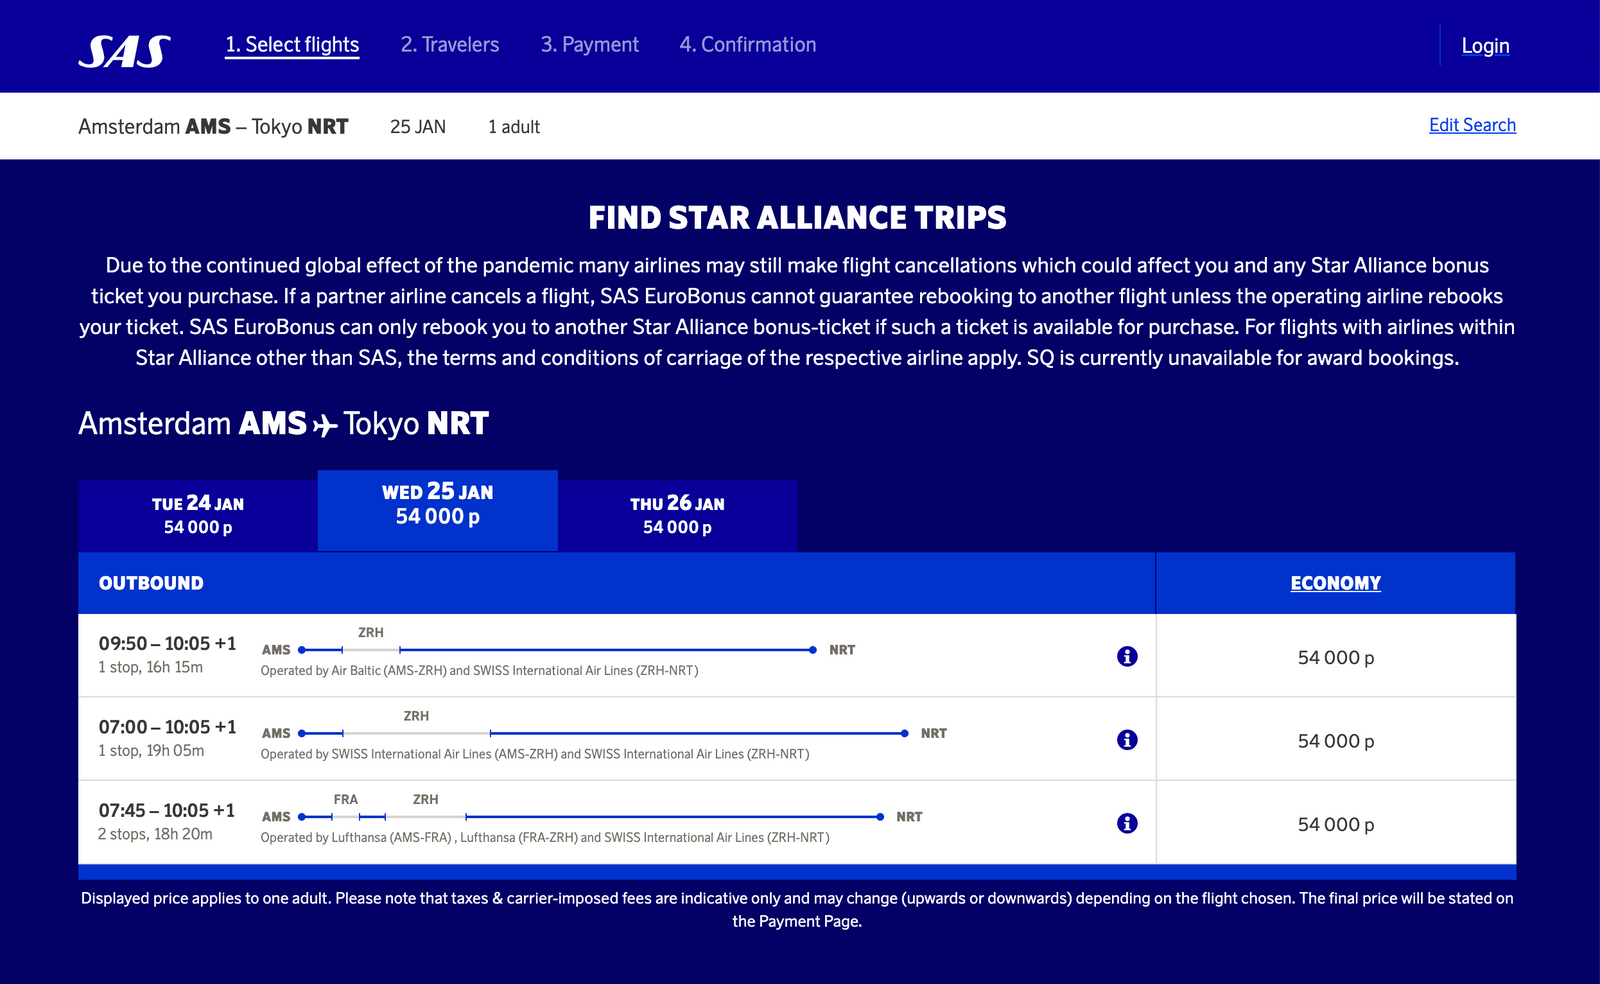 SAS
1. Select flights
2. Travelers
3. Payment
4. Confirmation
Login
Amsterdam AMS – Tokyo NRT
25 JAN
1 adult
Edit Search
FIND STAR ALLIANCE TRIPS
Due to the continued global effect of the pandemic many airlines may still make flight cancellations which could affect you and any Star Alliance bonus
ticket you purchase. If a partner airline cancels a flight, SAS EuroBonus cannot guarantee rebooking to another flight unless the operating airline rebooks
your ticket. SAS EuroBonus can only rebook you to another Star Alliance bonus-ticket if such a ticket is available for purchase. For flights with airlines within
Star Alliance other than SAS, the terms and conditions of carriage of the respective airline apply. SQ is currently unavailable for award bookings.
Amsterdam AMS Tokyo NRT
TUE 24 JAN
54 000 p
WED 25 JAN
54 000 p
THU 26 JAN
54 000 p
OUTBOUND
ECONOMY
09:50 – 10:05 +1
1 stop, 16h 15m
ZRH
AMS
NRT
Operated by Air Baltic (AMS-ZRH) and SWISS International Air Lines (ZRH-NRT)
54 000 p
07:00 – 10:05 +1
1 stop, 19h 05m
ZRH
AMS
NRT
Operated by SWISS International Air Lines (AMS-ZRH) and SWISS International Air Lines (ZRH-NRT)
54 000 p
07:45 – 10:05 +1
2 stops, 18h 20m
FRA
ZRH
AMS
NRT
Operated by Lufthansa (AMS-FRA) , Lufthansa (FRA-ZRH) and SWISS International Air Lines (ZRH-NRT)
54 000 p
Displayed price applies to one adult. Please note that taxes & carrier-imposed fees are indicative only and may change (upwards or downwards) depending on the flight chosen. The final price will be stated on
the Payment Page.